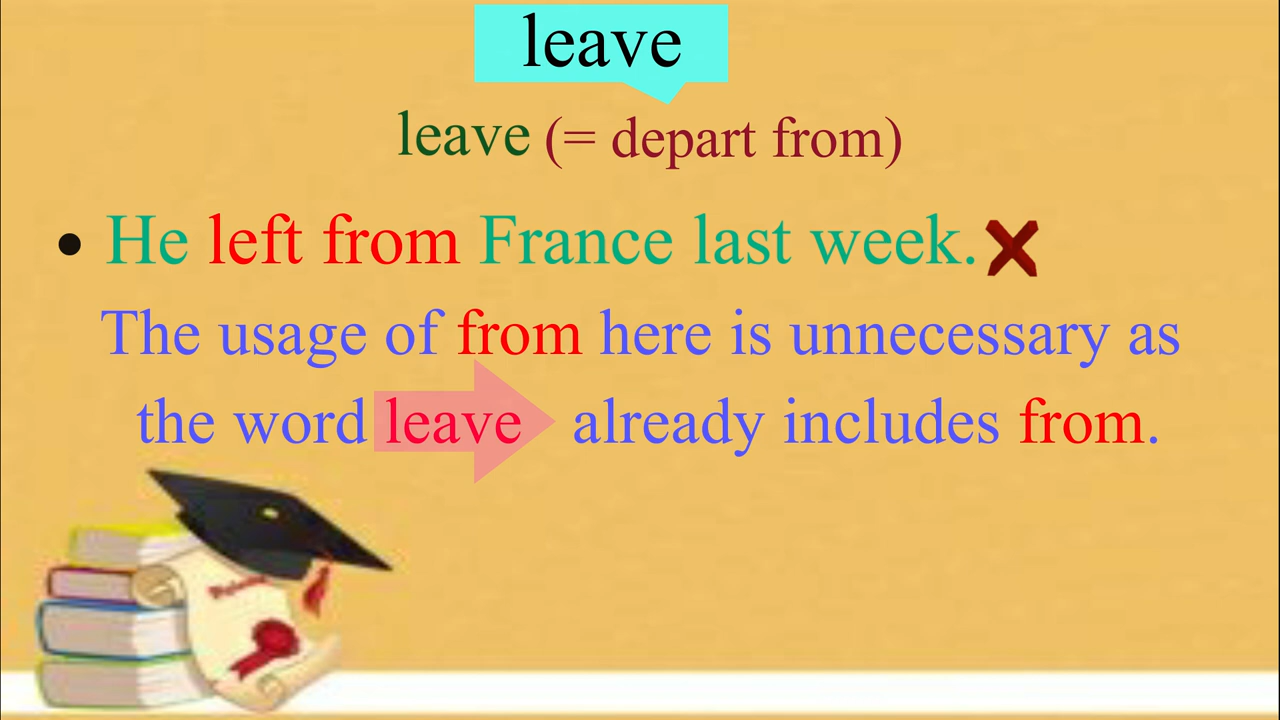 leave
leave (= depart from)
• He left from France last week.
The usage of from here is unnecessary as
the word leave already includes from.